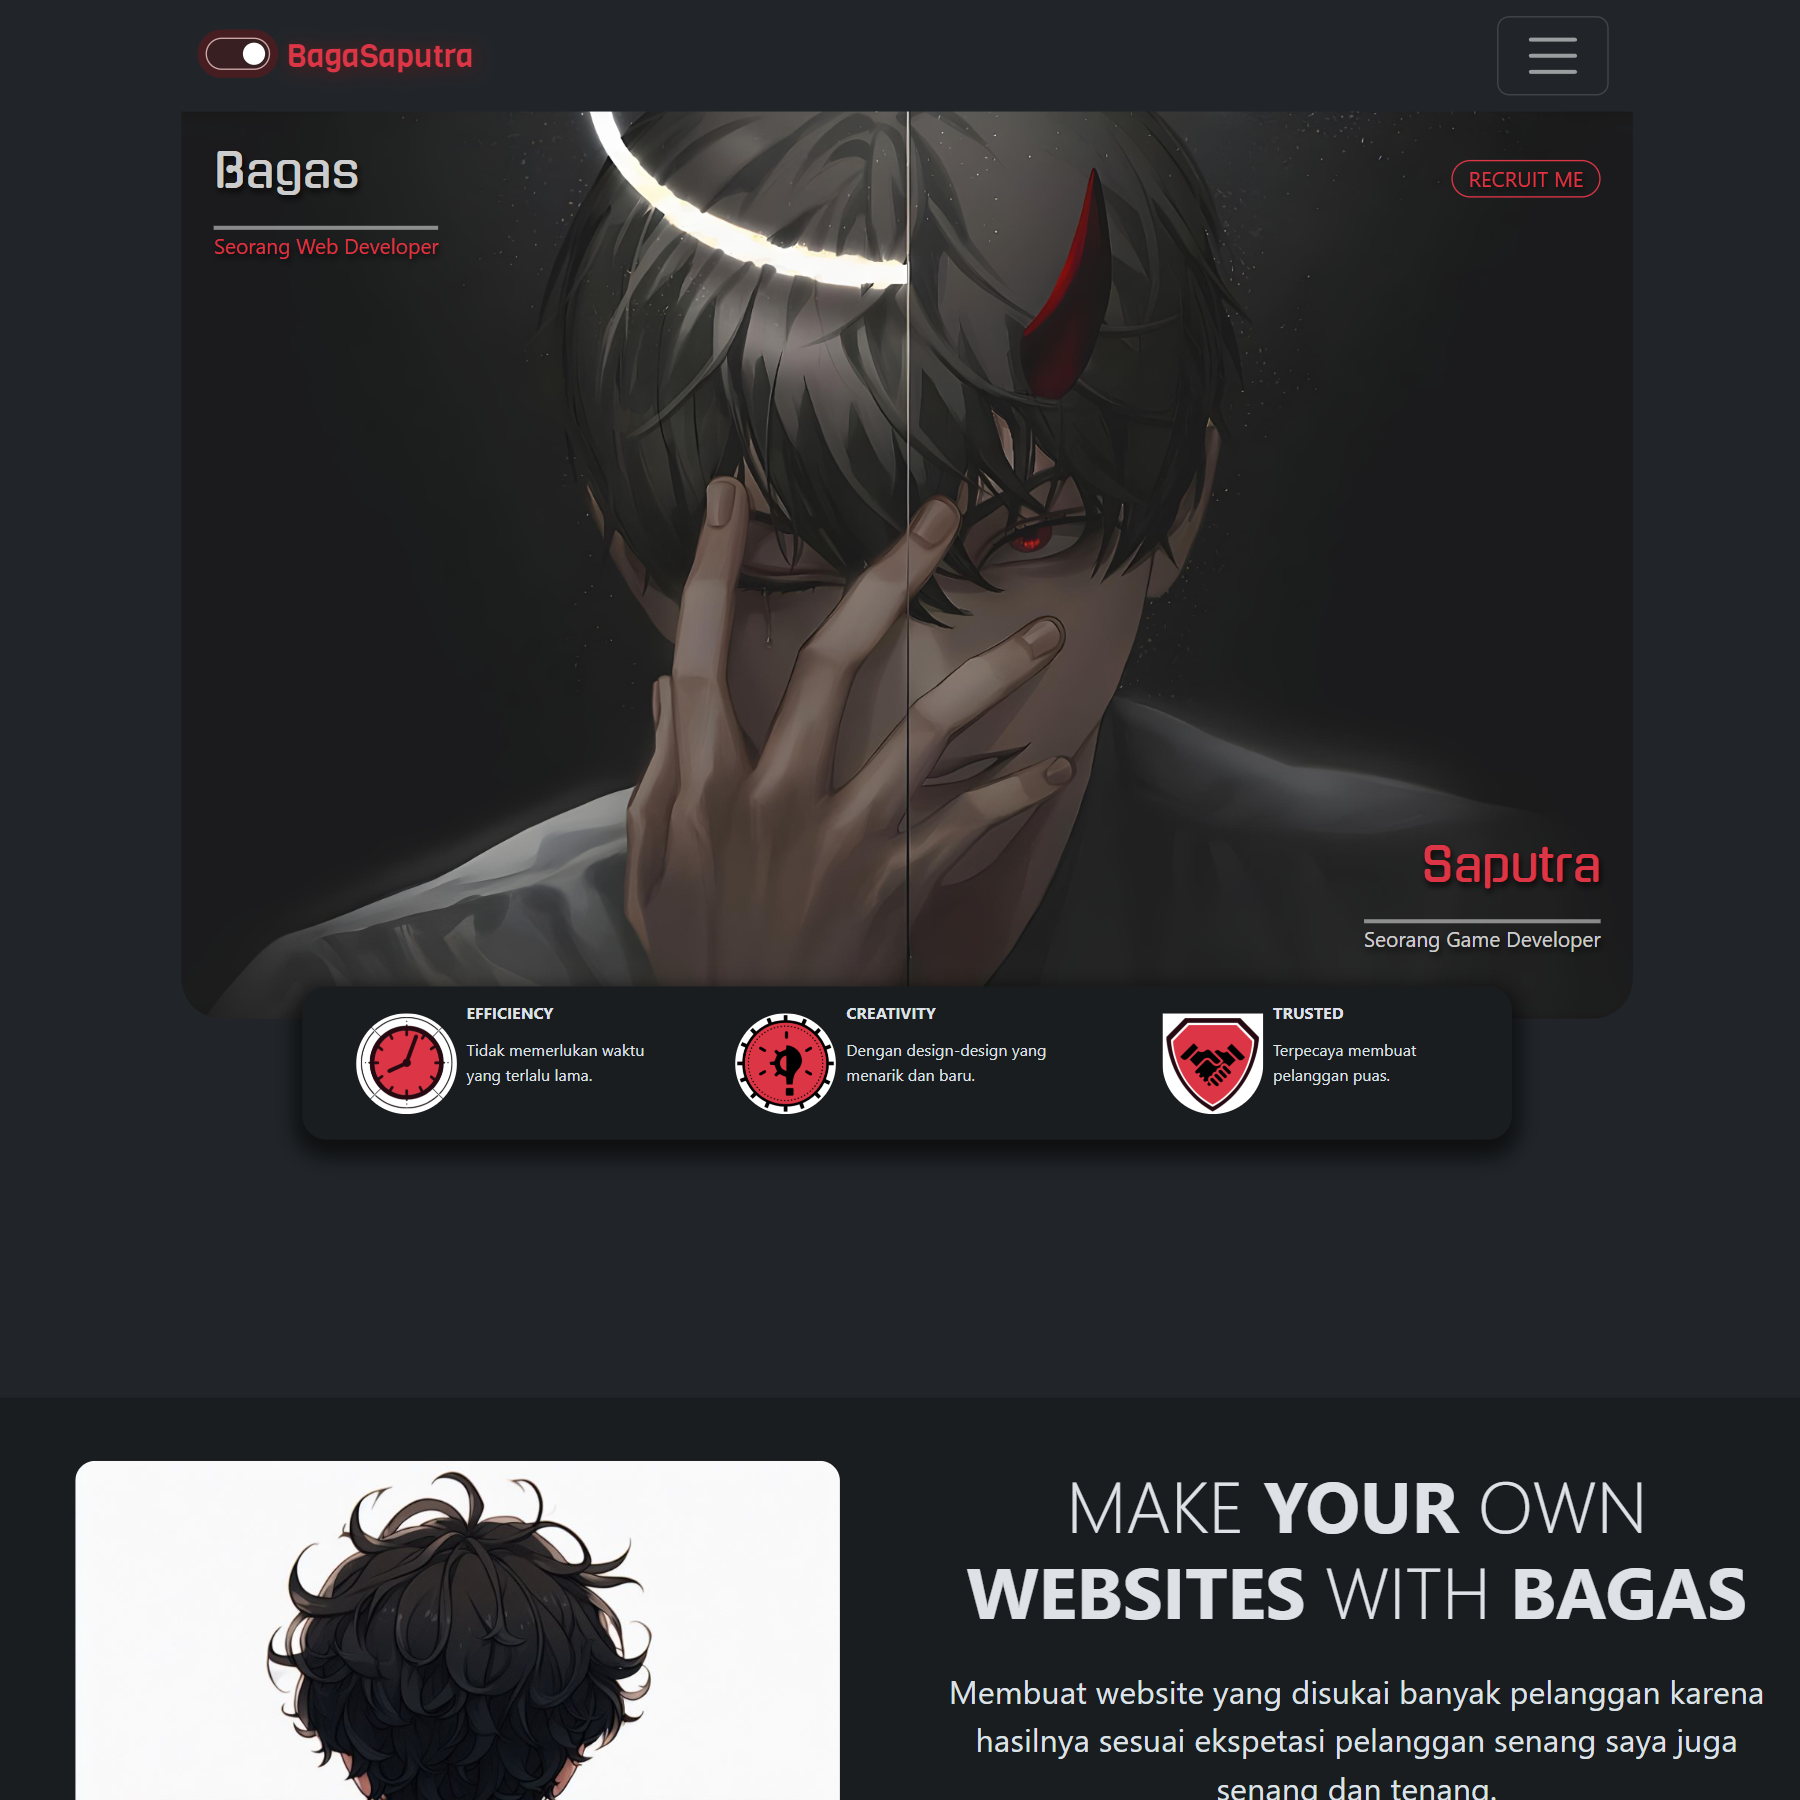 BagaSaputra
Bagas
Seorang Web Developer
RECRUIT ME
Saputra
Seorang Game Developer
EFFICIENCY
Tidak memerlukan waktu
yang terlalu lama.
CREATIVITY
Dengan design-design yang
menarik dan baru.
TRUSTED
Terpecaya membuat
pelanggan puas.
MAKE YOUR OWN
WEBSITES WITH BAGAS
Membuat website yang disukai banyak pelanggan karena
hasilnya sesuai ekspetasi pelanggan senang saya juga
senang dan tenang.